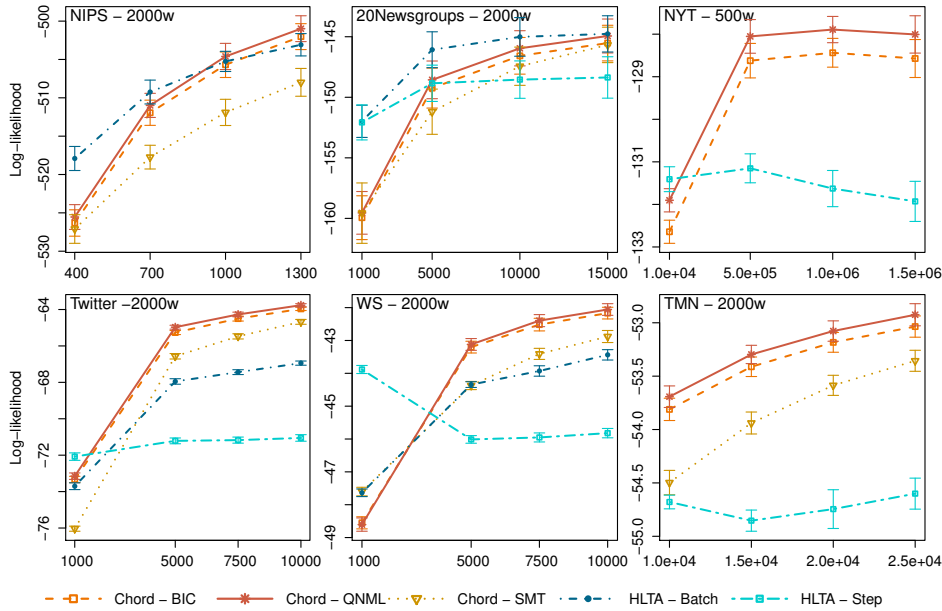 NIPS – 2000w
20Newsgroups – 2000w
NYT – 500w
Log−likelihood
-500
-510
-520
-530
400 700 1000 1300
-145
-150
-155
-160
1000 5000 10000 15000
-129
-131
-133
1.0e+04 5.0e+05 1.0e+06 1.5e+06
Twitter −2000w
WS – 2000w
TMN – 2000w
Log−likelihood
-64
-68
-72
-76
1000 5000 7500 10000
-43
-45
-47
-49
1000 5000 7500 10000
-53.0
-53.5
-54.0
-54.5
-55.0
1.0e+04 1.5e+04 2.0e+04 2.5e+04
Chord – BIC Chord – QNML Chord – SMT HLTA – Batch HLTA – Step